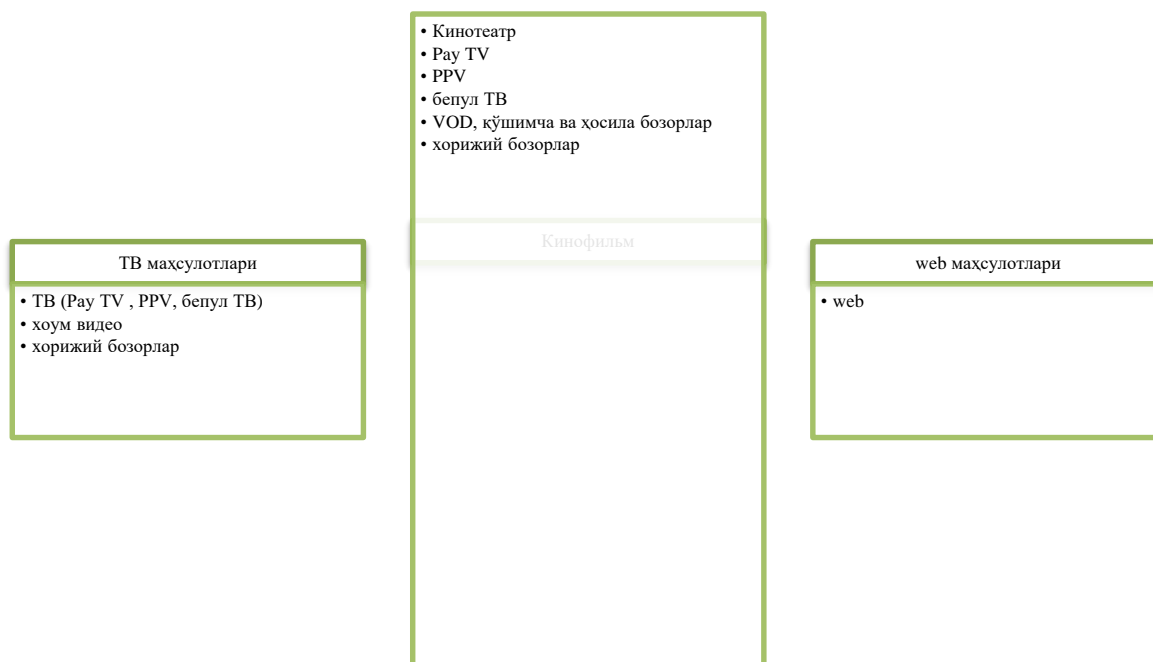 ТВ маҳсулотлари
• ТВ (Pay TV , PPV, бепул ТВ)
• хоум видео
• хорижий бозорлар
• Кинотеатр
• Pay TV
• PPV
• бепул ТВ
• VOD, қўшимча ва ҳосила бозорлар
• хорижий бозорлар
Кинофильм
web маҳсулотлари
• web